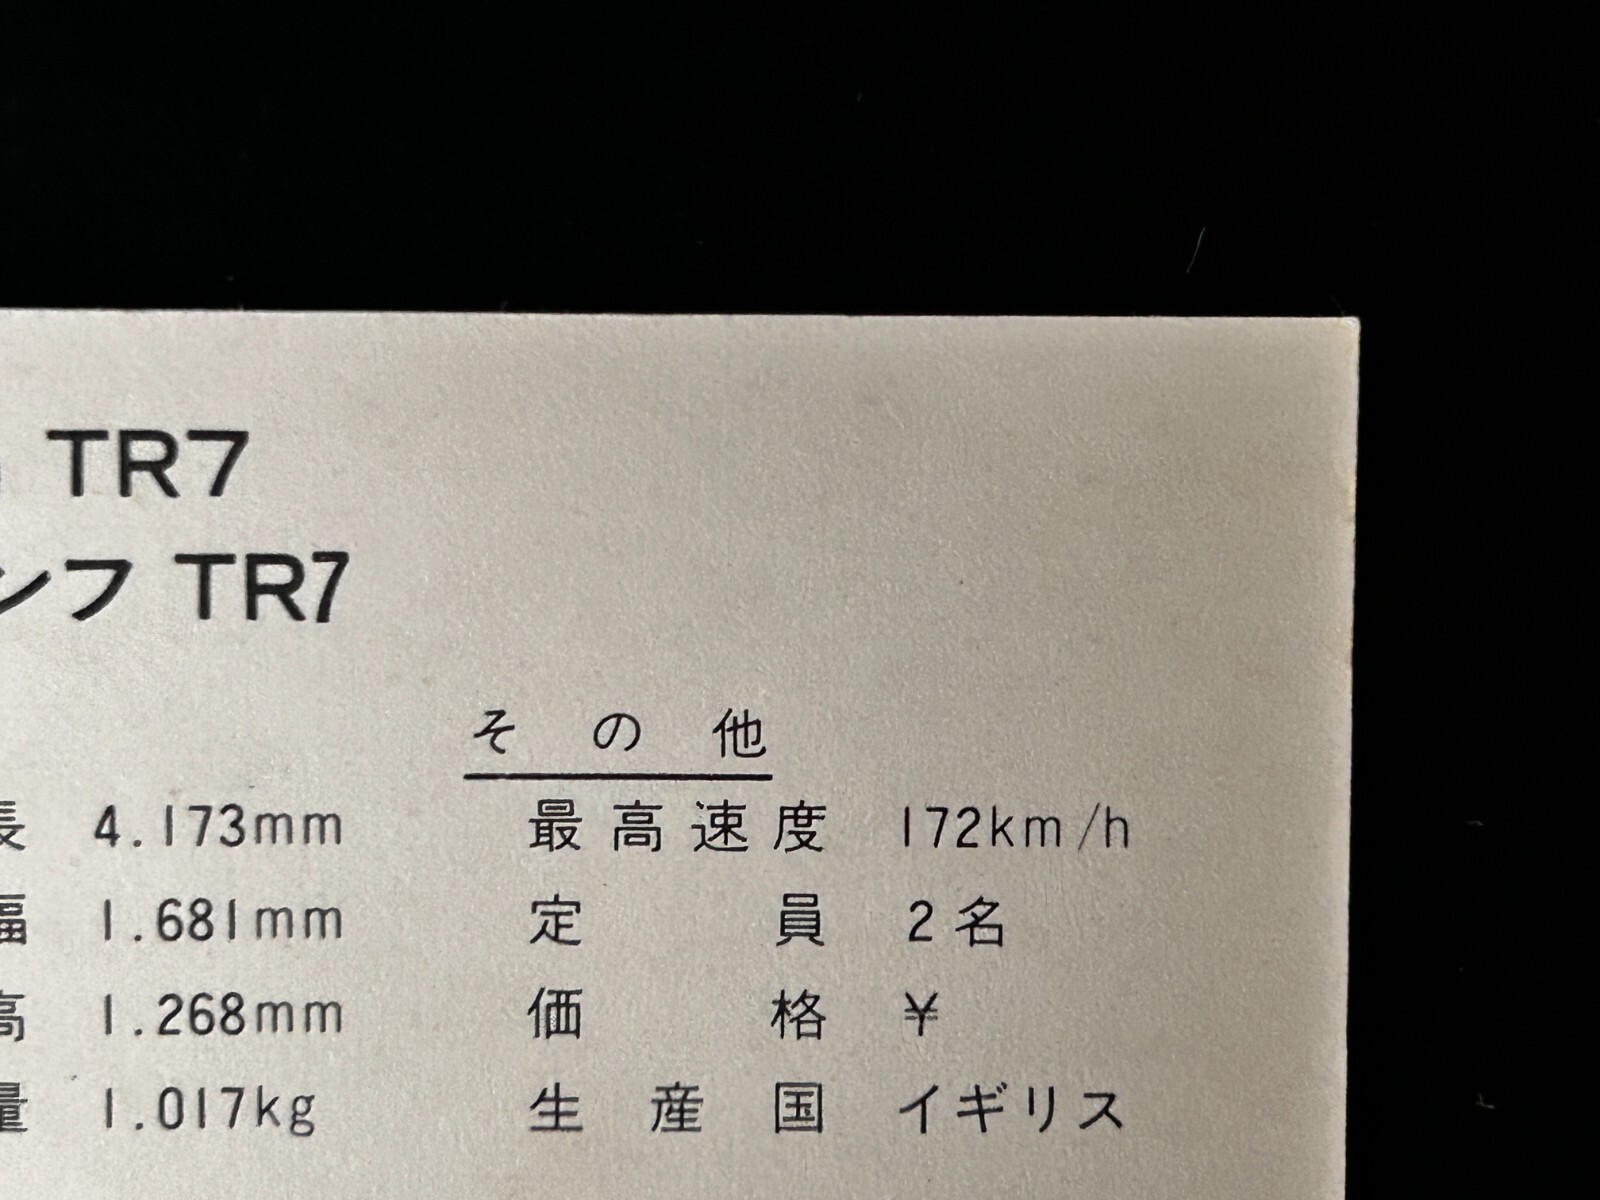 TR7
ンフ TR7
その他
長 4.173mm 最高速度 172km/h
幅 1.681mm 定員 2名
高 1.268mm 価格 ¥
量 1.017kg 生産国 イギリス